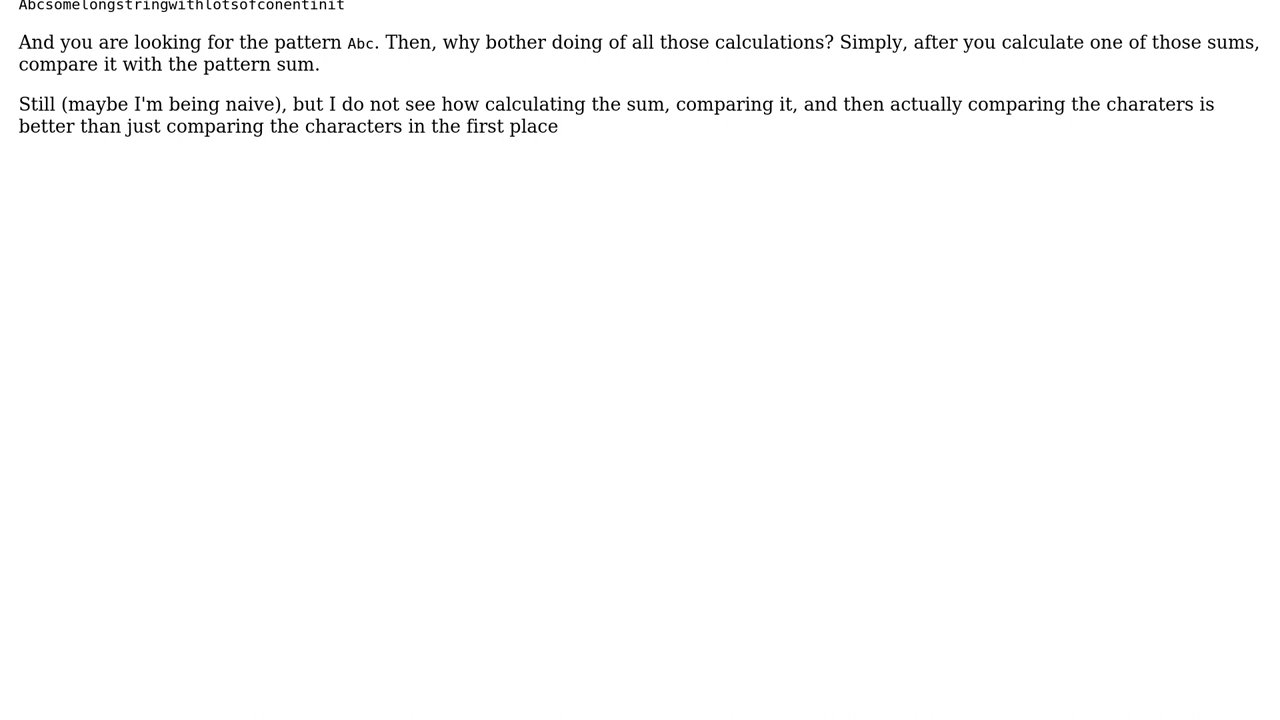 Abcsomelongstringwithlotsofconentinit
And you are looking for the pattern Abc. Then, why bother doing of all those calculations? Simply, after you calculate one of those sums,
compare it with the pattern sum.
Still (maybe I'm being naive), but I do not see how calculating the sum, comparing it, and then actually comparing the charaters is
better than just comparing the characters in the first place